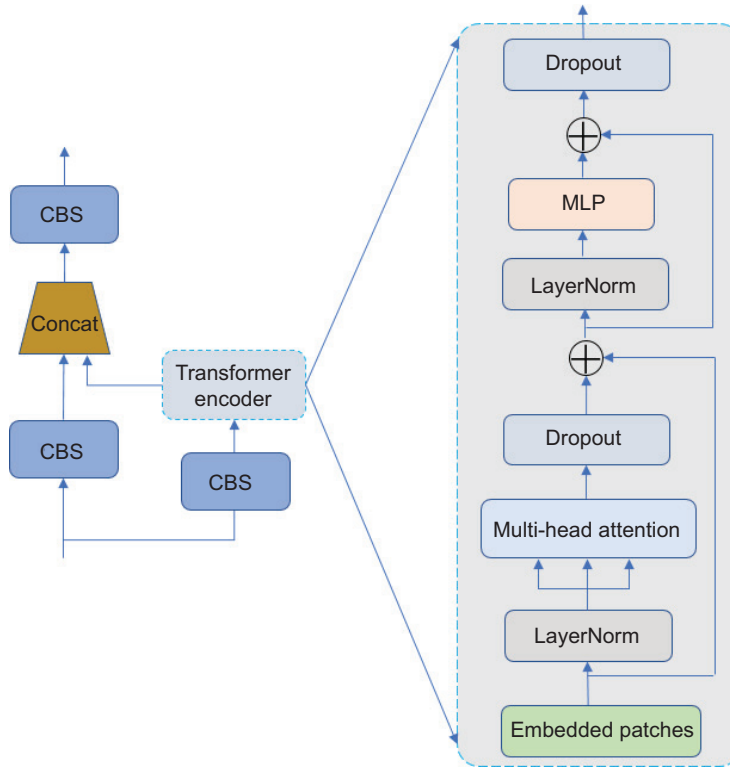 CBS
Concat
CBS
Transformer
encoder
CBS
Dropout
MLP
LayerNorm
Dropout
Multi-head attention
LayerNorm
Embedded patches